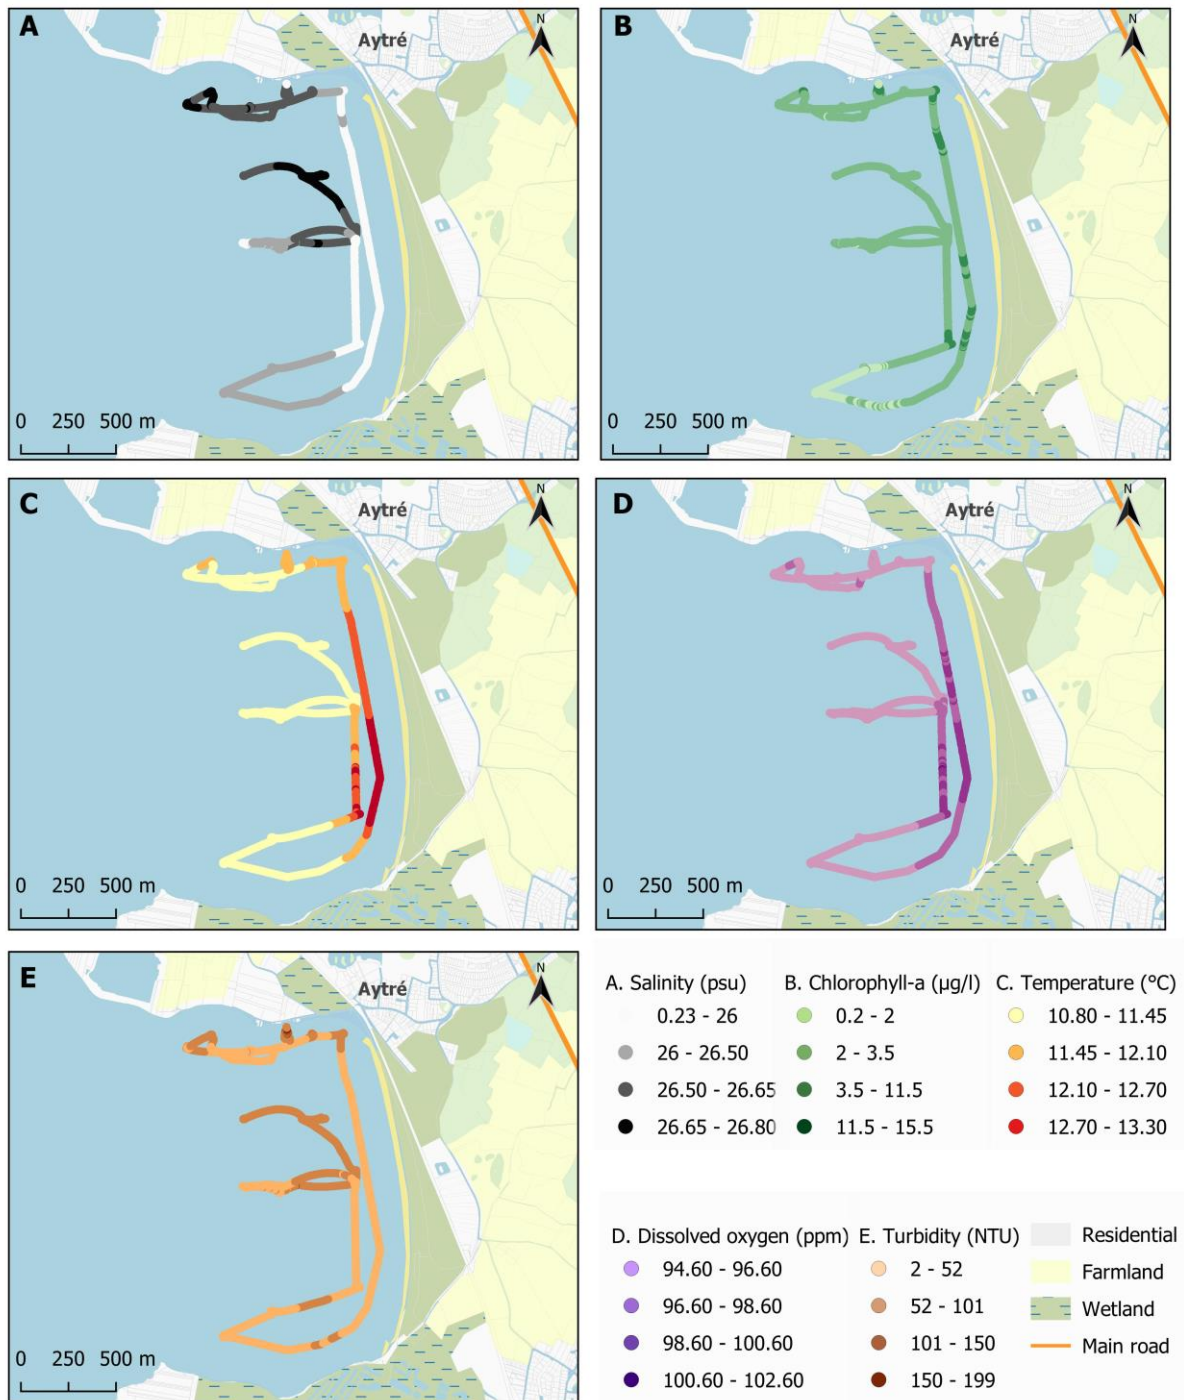 A
Aytré
N
0 250 500 m
B
Aytré
N
0 250 500 m
C
Aytré
N
0 250 500 m
D
Aytré
N
0 250 500 m
E
Aytré
N
0 250 500 m
A. Salinity (psu)
0.23 - 26
26 - 26.50
26.50 - 26.65
26.65 - 26.80
B. Chlorophyll-a (µg/l)
0.2 - 2
2 - 3.5
3.5 - 11.5
11.5 - 15.5
C. Temperature (°C)
10.80 - 11.45
11.45 - 12.10
12.10 - 12.70
12.70 - 13.30
D. Dissolved oxygen (ppm)
94.60 - 96.60
96.60 - 98.60
98.60 - 100.60
100.60 - 102.60
E. Turbidity (NTU)
2 - 52
52 - 101
101 - 150
150 - 199
Residential
Farmland
Wetland
Main road